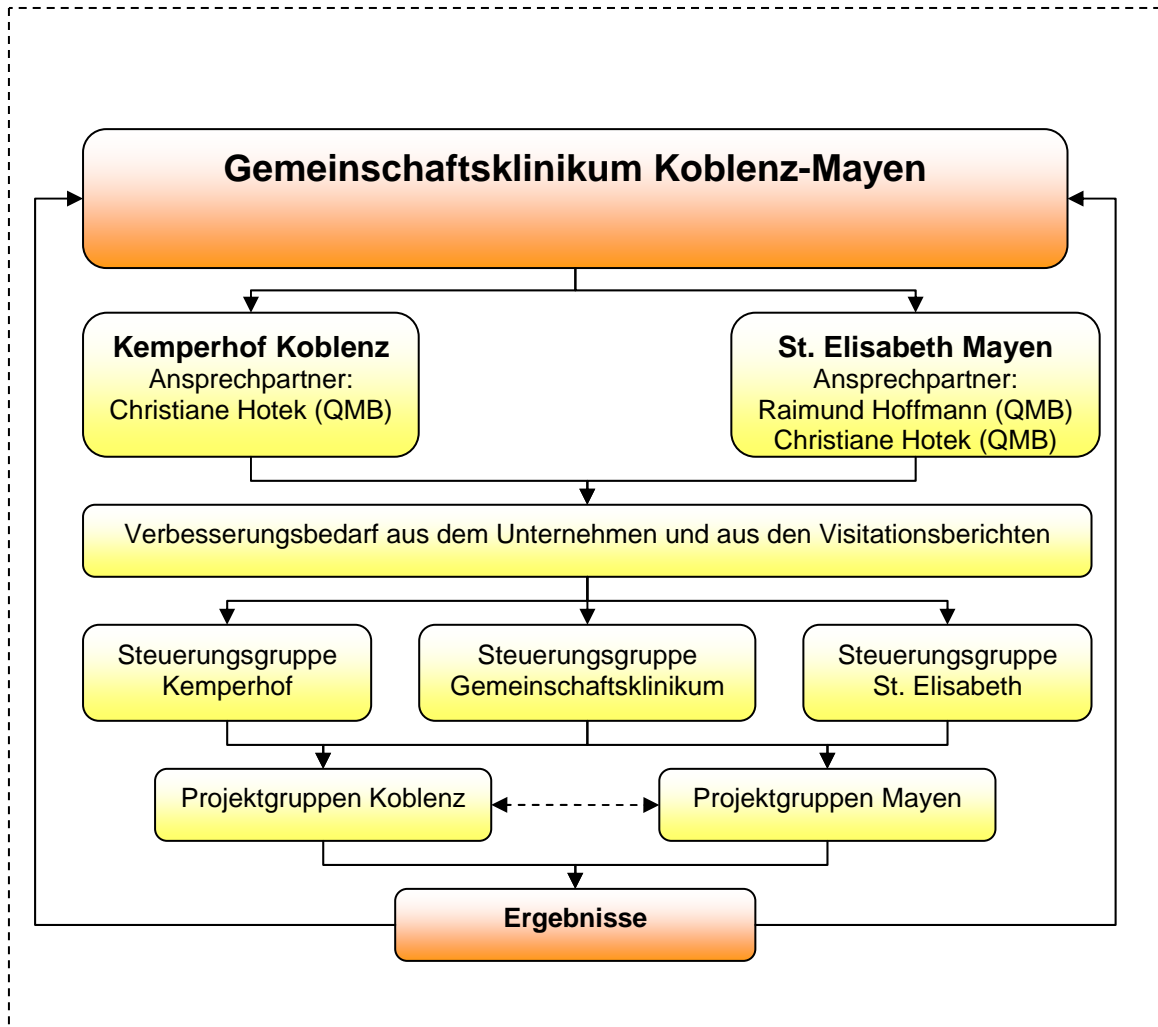 Gemeinschaftsklinikum Koblenz-Mayen
Kemperhof Koblenz
Ansprechpartner:
Christiane Hotek (QMB)
St. Elisabeth Mayen
Ansprechpartner:
Raimund Hoffmann (QMB)
Christiane Hotek (QMB)
Verbesserungsbedarf aus dem Unternehmen und aus den Visitationsberichten
Steuerungsgruppe
Kemperhof
Steuerungsgruppe
Gemeinschaftsklinikum
Steuerungsgruppe
St. Elisabeth
Projektgruppen Koblenz
Projektgruppen Mayen
Ergebnisse